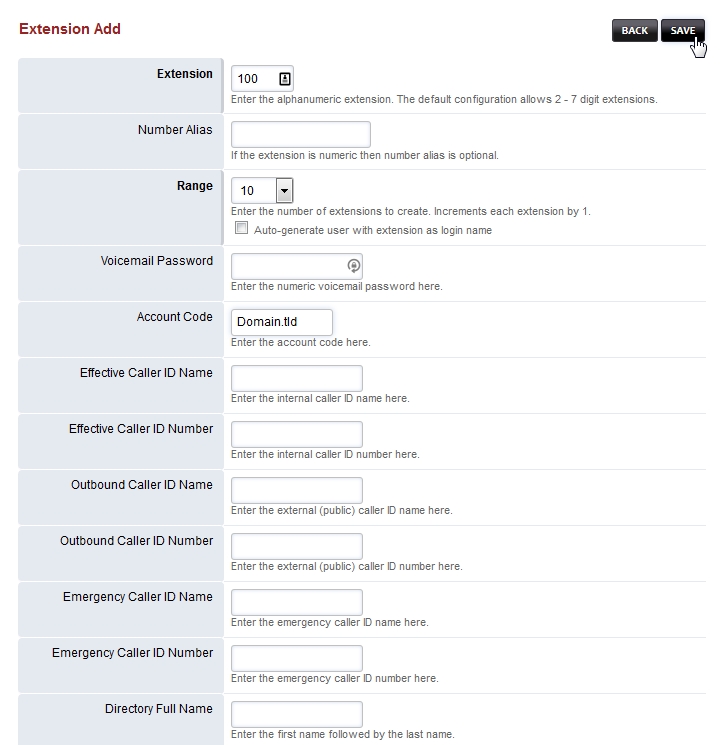 Extension Add
BACK SAVE
Extension
100
Enter the alphanumeric extension. The default configuration allows 2 - 7 digit extensions.
Number Alias
If the extension is numeric then number alias is optional.
Range
10
Enter the number of extensions to create. Increments each extension by 1.
Auto-generate user with extension as login name
Voicemail Password
Enter the numeric voicemail password here.
Account Code
Domain.tld
Enter the account code here.
Effective Caller ID Name
Enter the internal caller ID name here.
Effective Caller ID Number
Enter the internal caller ID number here.
Outbound Caller ID Name
Enter the external (public) caller ID name here.
Outbound Caller ID Number
Enter the external (public) caller ID number here.
Emergency Caller ID Name
Enter the emergency caller ID name here.
Emergency Caller ID Number
Enter the emergency caller ID number here.
Directory Full Name
Enter the first name followed by the last name.